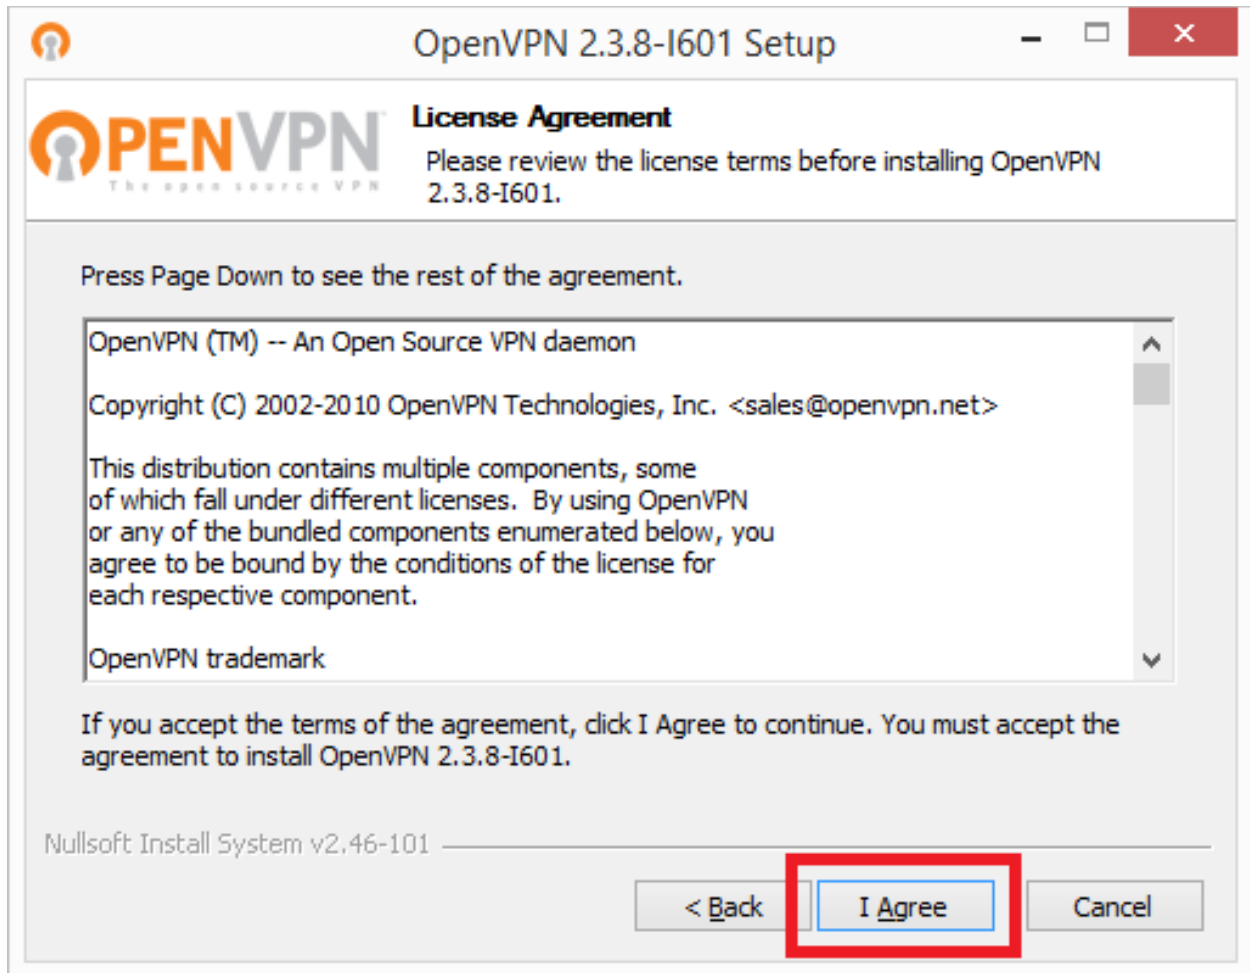 OpenVPN 2.3.8-I601 Setup
OPENVPN™
The open source VPN
License Agreement
Please review the license terms before installing OpenVPN
2.3.8-I601.
Press Page Down to see the rest of the agreement.
OpenVPN (TM) -- An Open Source VPN daemon
Copyright (C) 2002-2010 OpenVPN Technologies, Inc. <sales@openvpn.net>
This distribution contains multiple components, some
of which fall under different licenses.  By using OpenVPN
or any of the bundled components enumerated below, you
agree to be bound by the conditions of the license for
each respective component.
OpenVPN trademark
If you accept the terms of the agreement, click I Agree to continue. You must accept the
agreement to install OpenVPN 2.3.8-I601.
Nullsoft Install System v2.46-101
< Back
I Agree
Cancel